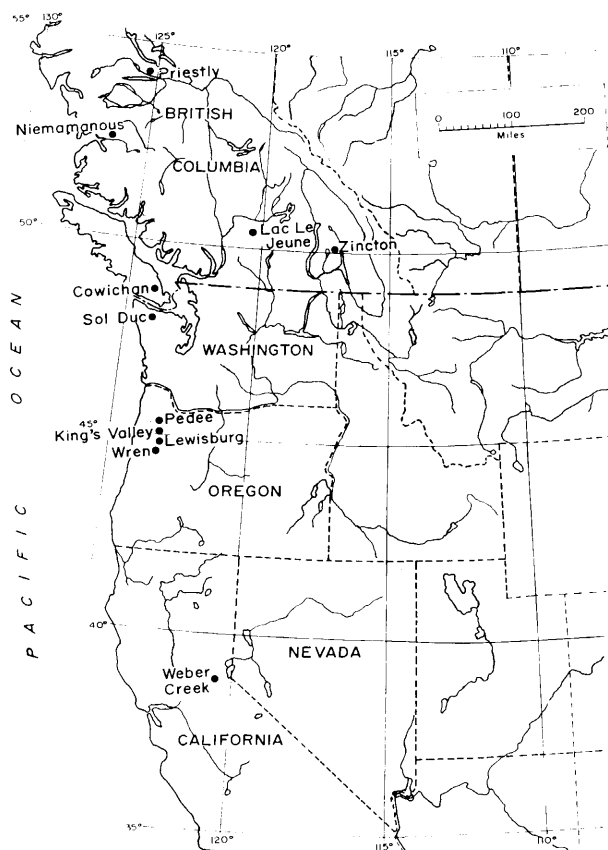 55° 130°
125°
120°
115°
110°
Priestly
0 100 200
Miles
BRITISH
Niemamanous
COLUMBIA
50°
Lac Le
Jeune
Zincton
Cowichan
Sol Duc
WASHINGTON
PACIFIC OCEAN
45°
Pedee
King's Valley
Lewisburg
Wren
OREGON
40°
NEVADA
Weber
Creek
CALIFORNIA
35°
120°
115°
110°